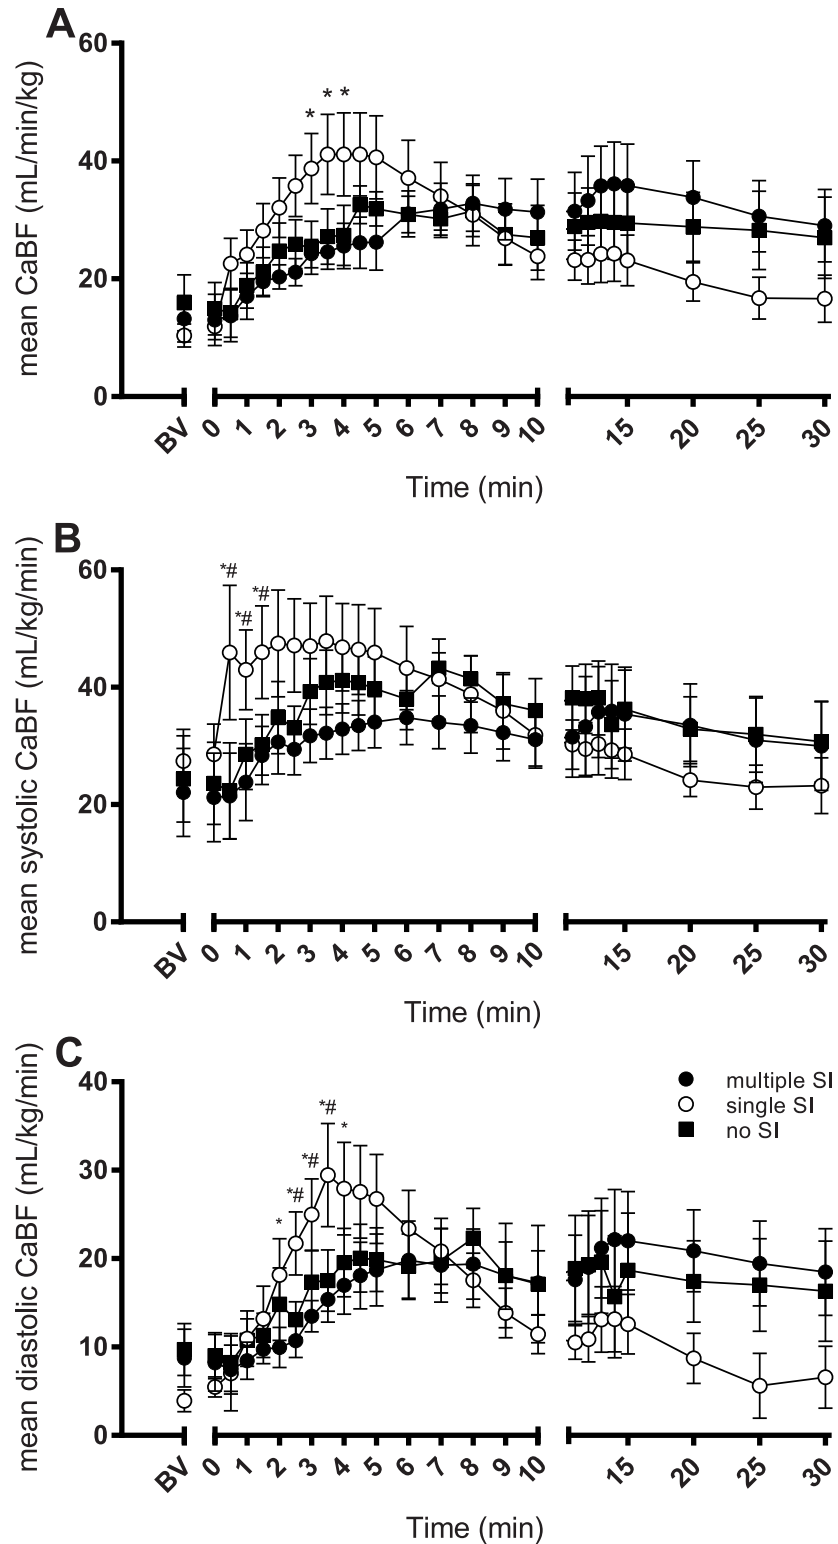 A
mean CaBF (mL/min/kg)
60
40
20
0
* * *
BV 0 1 2 3 4 5 6 7 8 9 10 15 20 25 30
Time (min)
B
mean systolic CaBF (mL/kg/min)
60
40
20
0
*# *# *#
BV 0 1 2 3 4 5 6 7 8 9 10 15 20 25 30
Time (min)
C
mean diastolic CaBF (mL/kg/min)
40
30
20
10
0
* *# *# *# *
multiple SI
single SI
no SI
BV 0 1 2 3 4 5 6 7 8 9 10 15 20 25 30
Time (min)